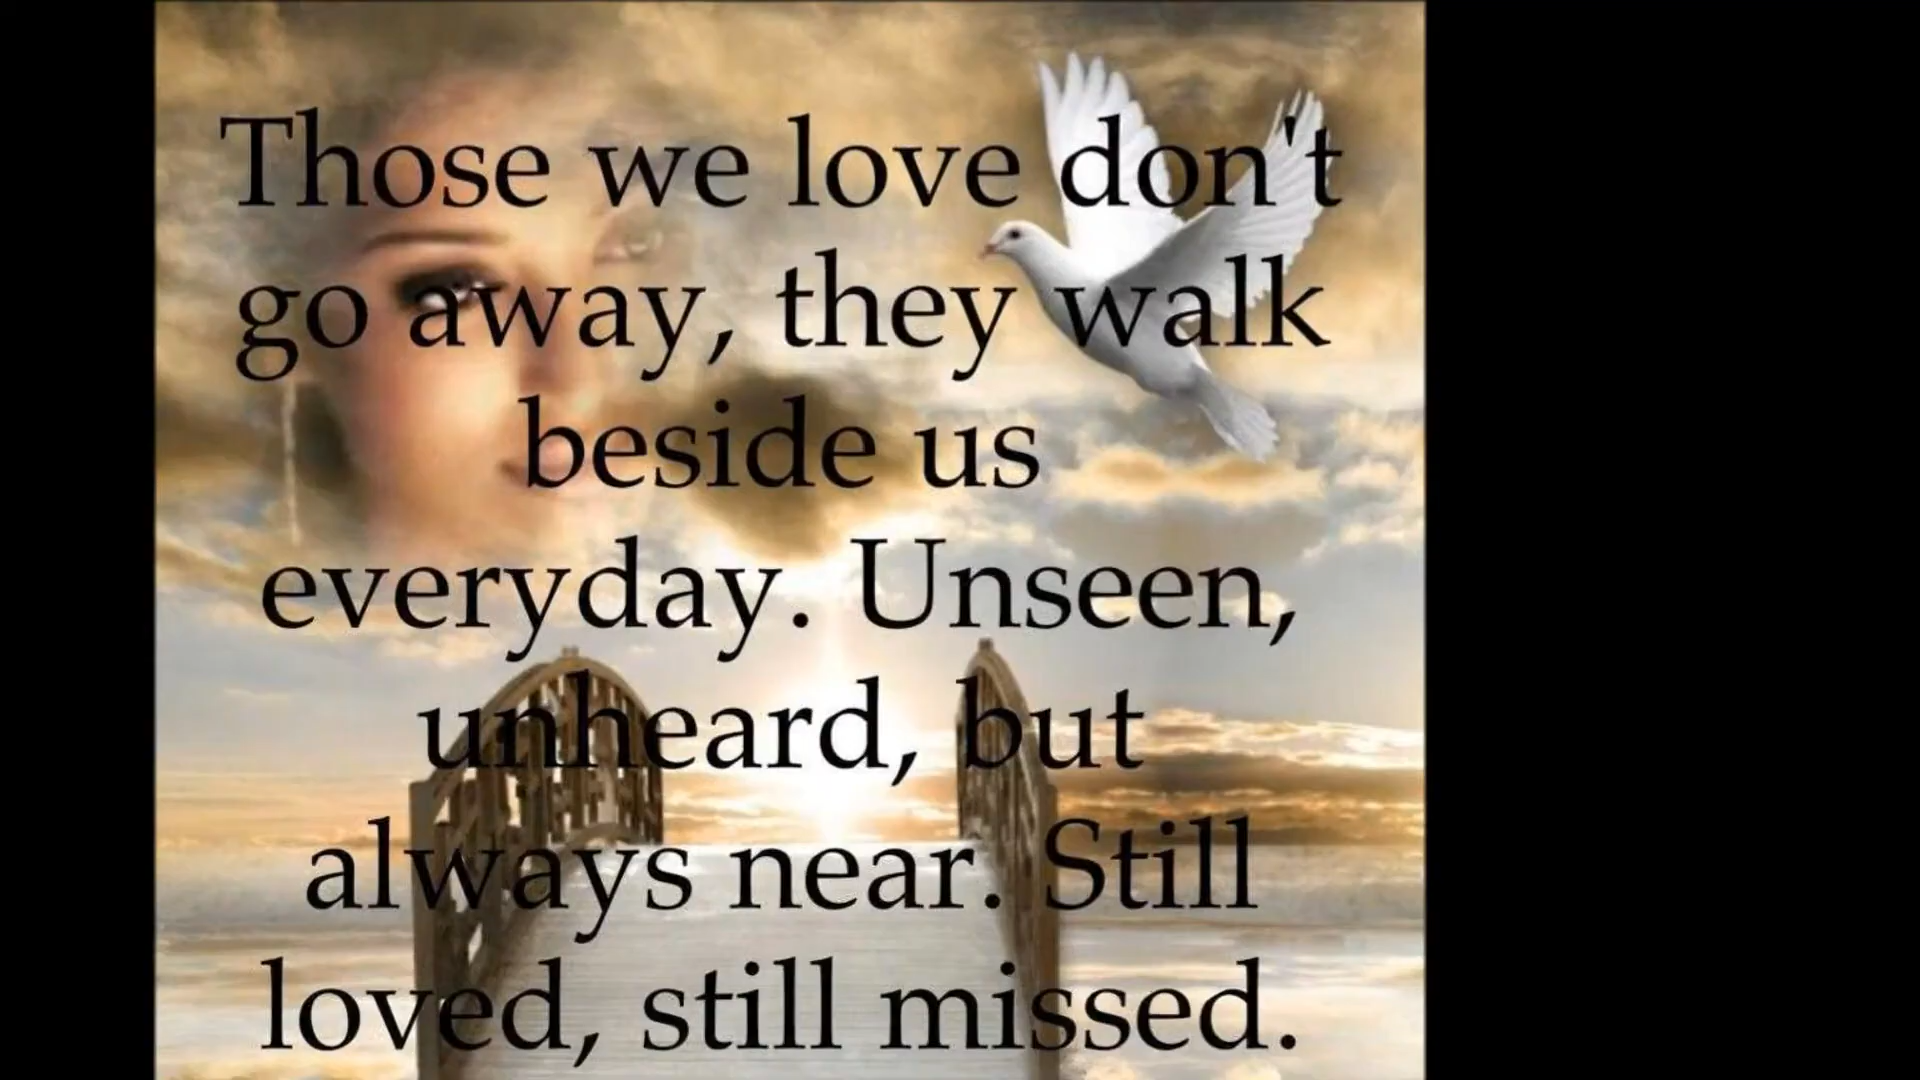 Those we love don't
go away, they walk
beside us
everyday. Unseen,
unheard, but
always near. Still
loved, still missed.